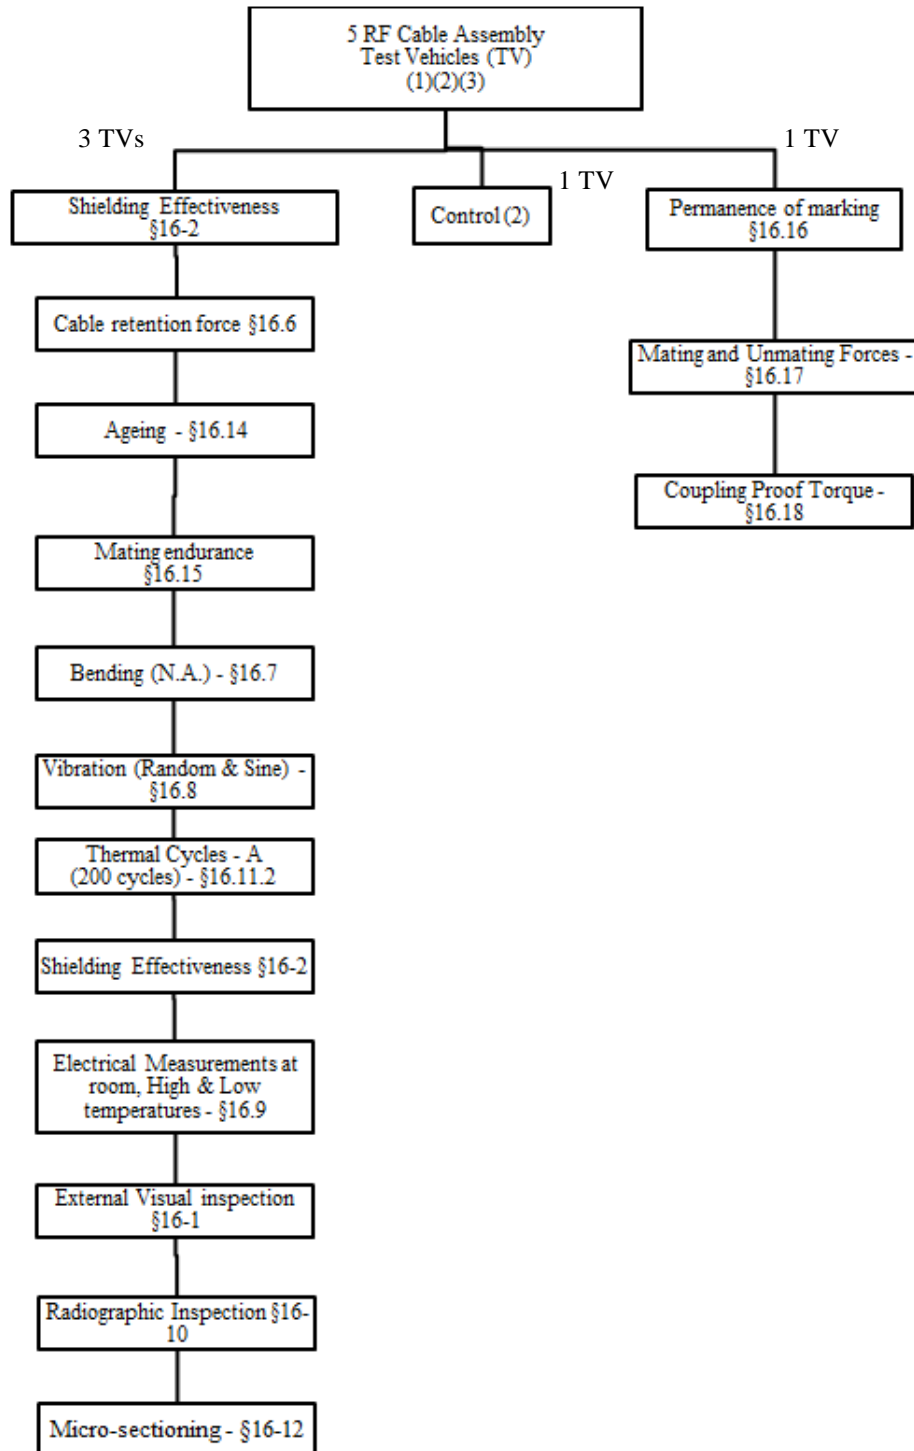 5 RF Cable Assembly
Test Vehicles (TV)
(1)(2)(3)
3 TVs
1 TV
1 TV
Shielding Effectiveness
§16-2
Control (2)
Permanence of marking
§16.16
Cable retention force §16.6
Mating and Unmating Forces -
§16.17
Ageing - §16.14
Coupling Proof Torque -
§16.18
Mating endurance
§16.15
Bending (N.A.) - §16.7
Vibration (Random & Sine) -
§16.8
Thermal Cycles - A
(200 cycles) - §16.11.2
Shielding Effectiveness §16-2
Electrical Measurements at
room, High & Low
temperatures - §16.9
External Visual inspection
§16-1
Radiographic Inspection §16-
10
Micro-sectioning - §16-12